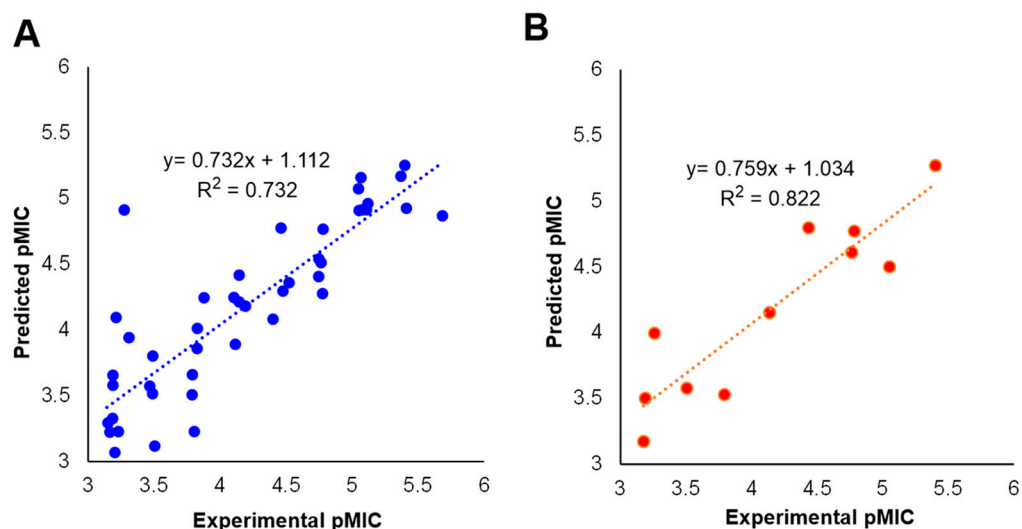 A
6
5.5
5
4.5
4
3.5
3
y= 0.732x + 1.112
R² = 0.732
Predicted pMIC
3 3.5 4 4.5 5 5.5 6
Experimental pMIC
B
6
5.5
5
4.5
4
3.5
3
y= 0.759x + 1.034
R² = 0.822
Predicted pMIC
3 3.5 4 4.5 5 5.5 6
Experimental pMIC